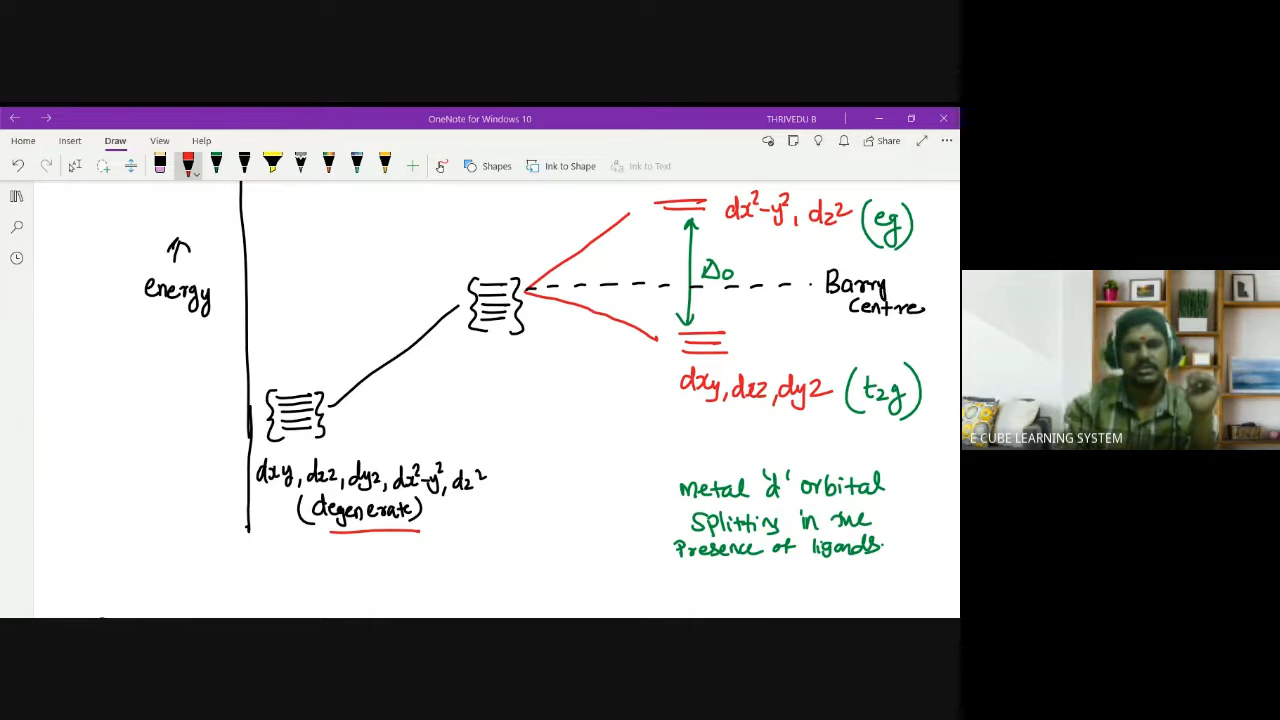 OneNote for Windows 10
THRIVEDU B
Home
Insert
Draw
View
Help
Share
Shapes
Ink to Shape
Ink to Text
energy
dx²-y², dz² (eg)
Δo
Barry
Centre
dxy, dxz, dyz (t₂g)
dxy, dxz, dyz, dx²-y², dz²
(degenerate)
Metal 'd' orbital
splitting in the
Presence of ligands.
E CUBE LEARNING SYSTEM